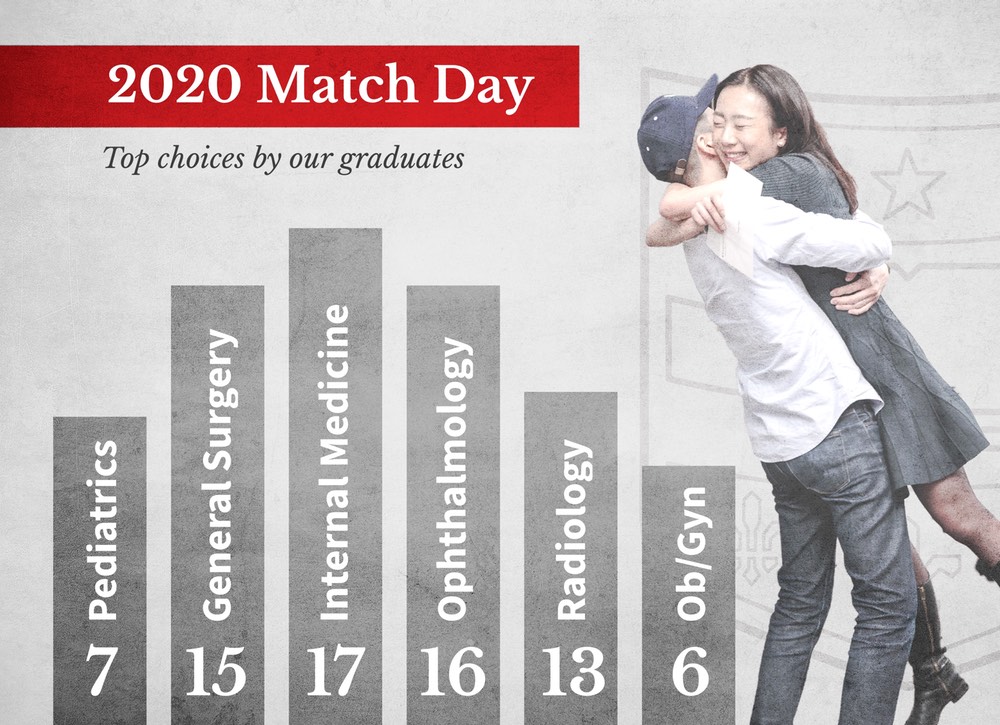 2020 Match Day
Top choices by our graduates
Pediatrics
7
General Surgery
15
Internal Medicine
17
Ophthalmology
16
Radiology
13
Ob/Gyn
6